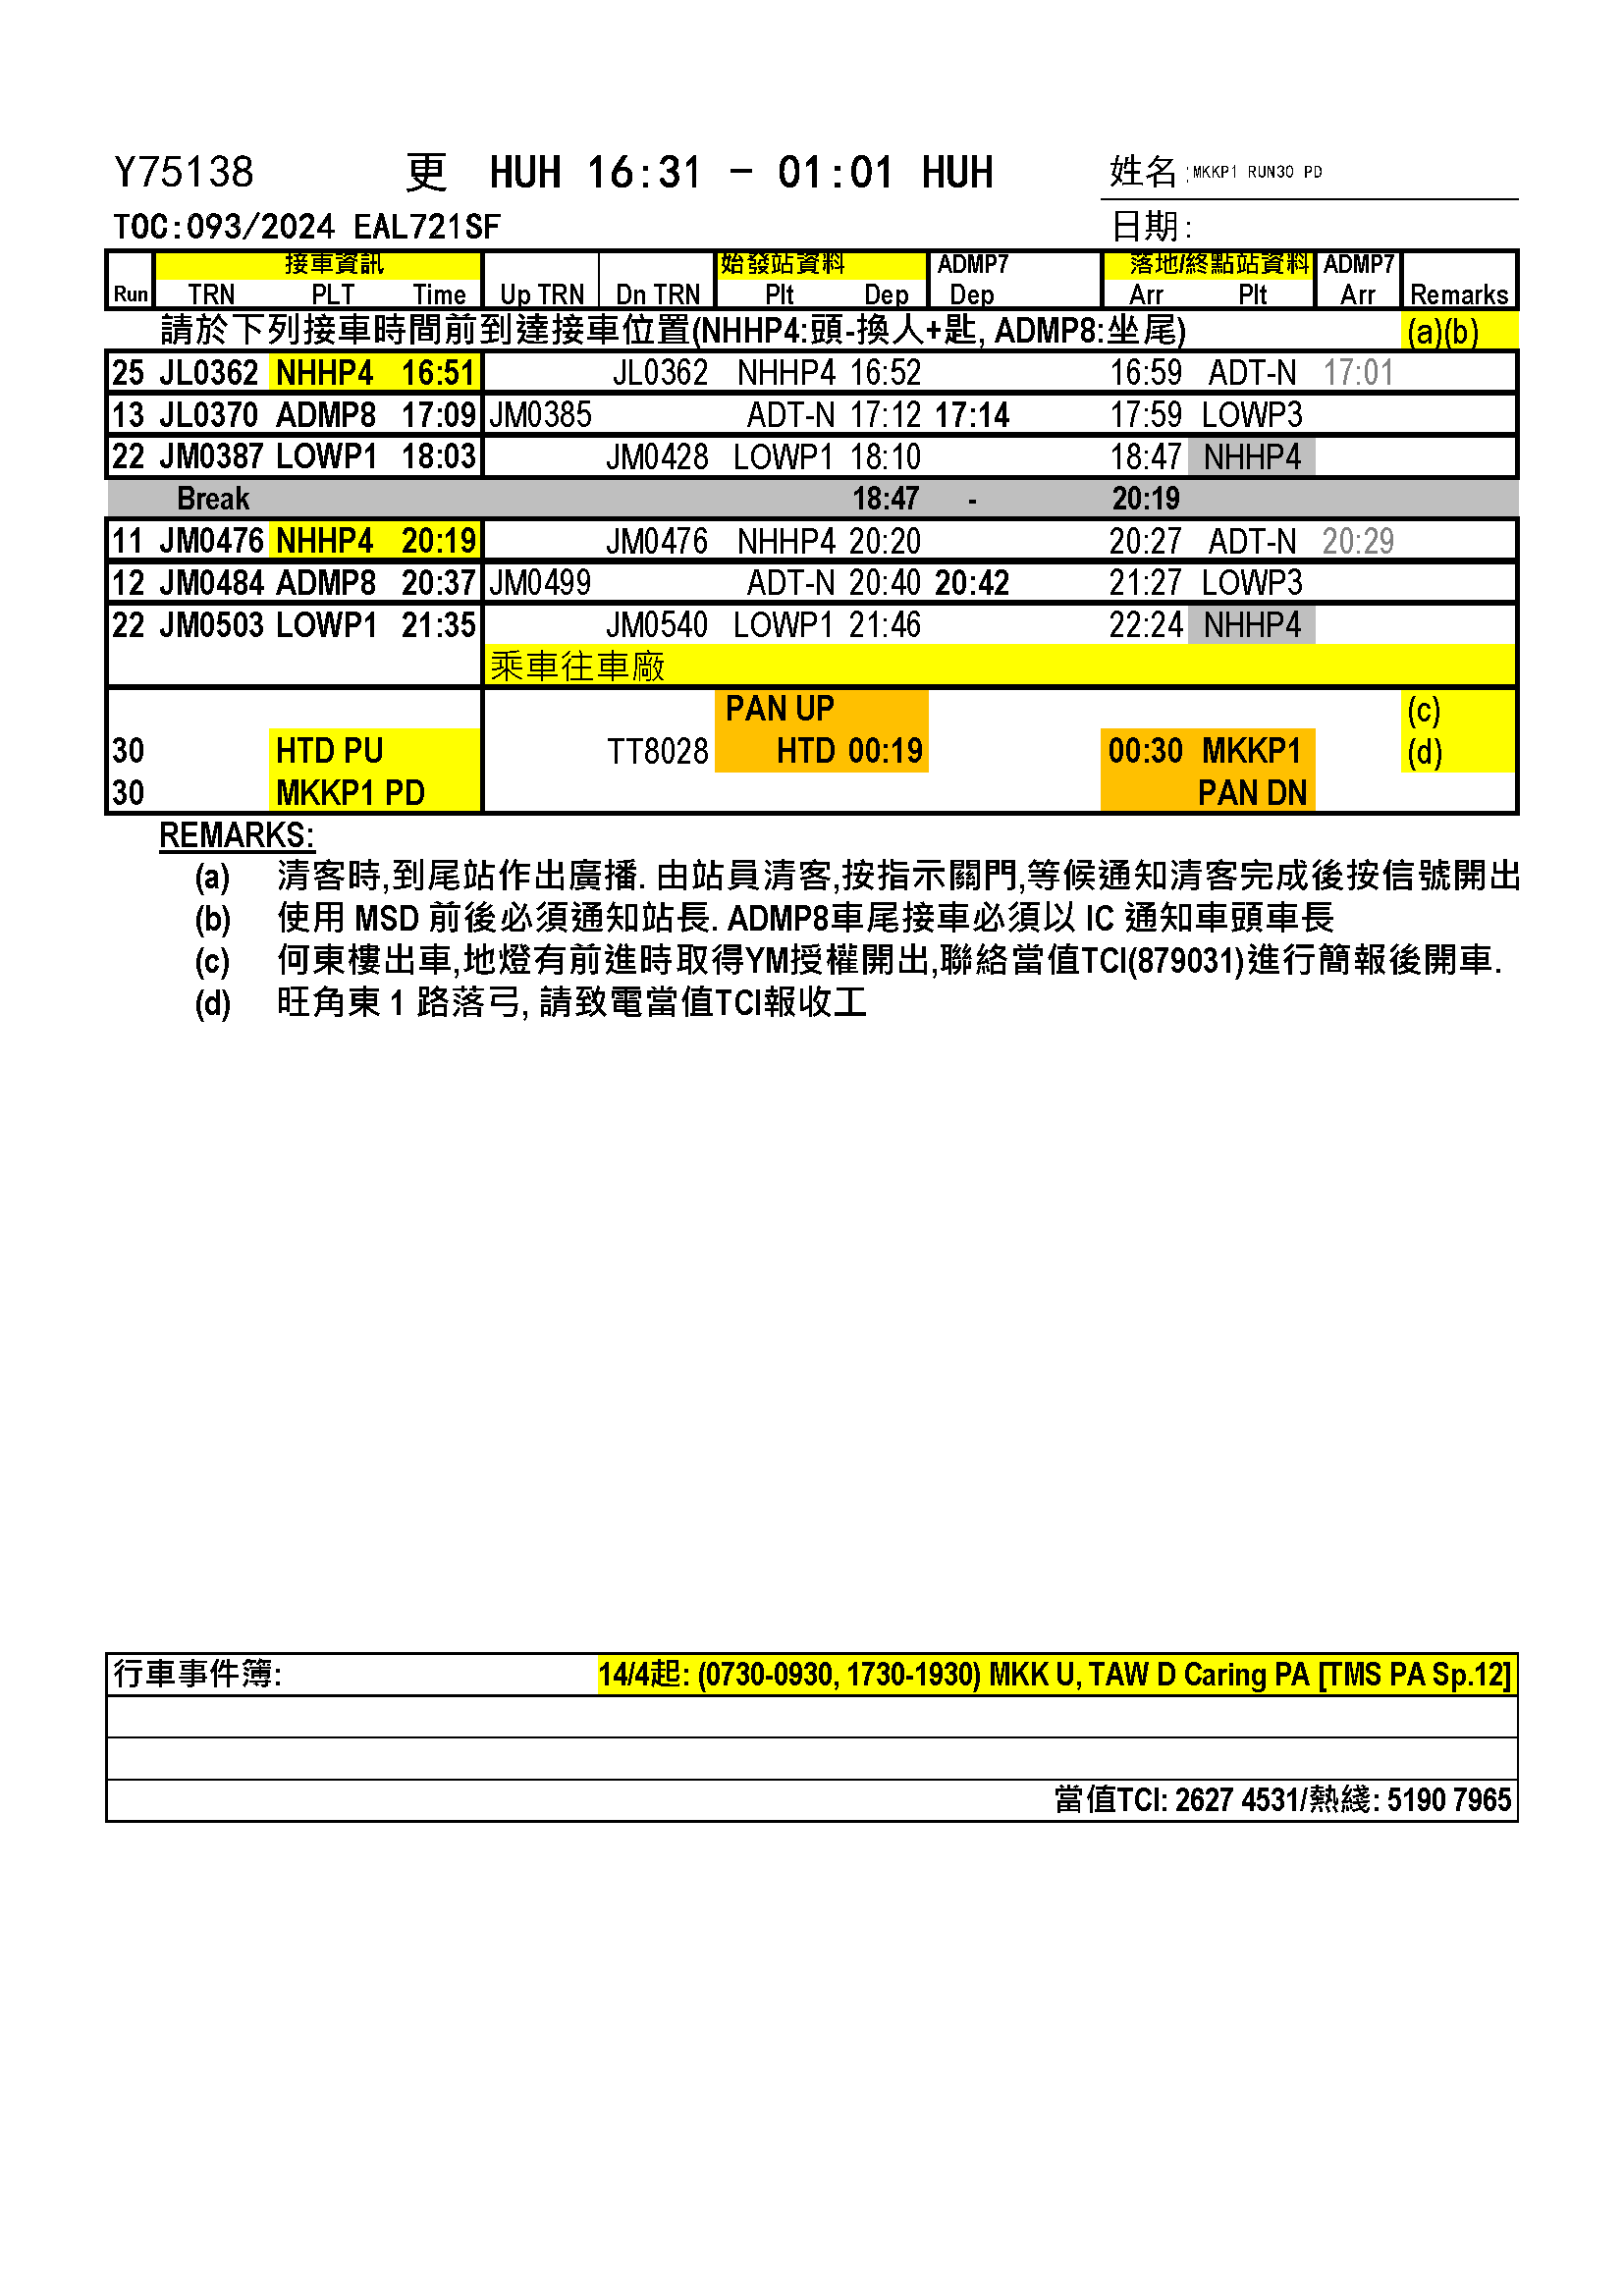 Y75138 更 HUH 16:31 - 01:01 HUH 姓名:MKKP1 RUN30 PD
TOC:093/2024 EAL721SF 日期:
接車資訊 始發站資料 ADMP7 落地/終點站資料 ADMP7
Run TRN PLT Time Up TRN Dn TRN Plt Dep Dep Arr Plt Arr Remarks
請於下列接車時間前到達接車位置(NHHP4:頭-換人+匙, ADMP8:坐尾) (a)(b)
25 JL0362 NHHP4 16:51 JL0362 NHHP4 16:52 16:59 ADT-N 17:01
13 JL0370 ADMP8 17:09 JM0385 ADT-N 17:12 17:14 17:59 LOWP3
22 JM0387 LOWP1 18:03 JM0428 LOWP1 18:10 18:47 NHHP4
Break 18:47 - 20:19
11 JM0476 NHHP4 20:19 JM0476 NHHP4 20:20 20:27 ADT-N 20:29
12 JM0484 ADMP8 20:37 JM0499 ADT-N 20:40 20:42 21:27 LOWP3
22 JM0503 LOWP1 21:35 JM0540 LOWP1 21:46 22:24 NHHP4
乘車往車廠
PAN UP (c)
30 HTD PU TT8028 HTD 00:19 00:30 MKKP1 (d)
30 MKKP1 PD PAN DN
REMARKS:
(a) 清客時,到尾站作出廣播. 由站員清客,按指示關門,等候通知清客完成後按信號開出
(b) 使用 MSD 前後必須通知站長. ADMP8車尾接車必須以 IC 通知車頭車長
(c) 何東樓出車,地燈有前進時取得YM授權開出,聯絡當值TCI(879031)進行簡報後開車.
(d) 旺角東 1 路落弓, 請致電當值TCI報收工
行車事件簿: 14/4起: (0730-0930, 1730-1930) MKK U, TAW D Caring PA [TMS PA Sp.12]
當值TCI: 2627 4531/熱綫: 5190 7965